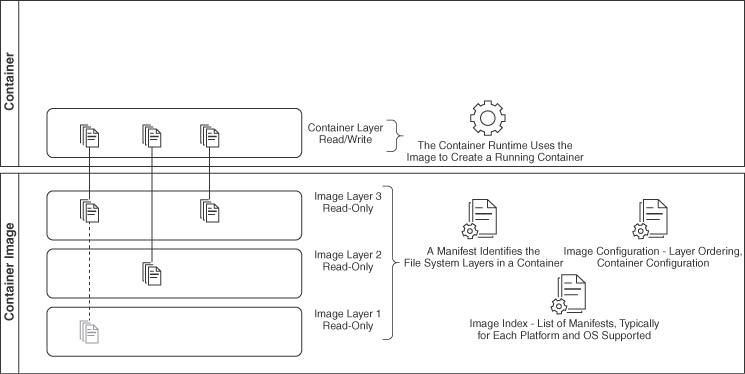 Container
Container Layer
Read/Write
The Container Runtime Uses the
Image to Create a Running Container
Container Image
Image Layer 3
Read-Only
Image Layer 2
Read-Only
Image Layer 1
Read-Only
A Manifest Identifies the
File System Layers in a Container
Image Configuration - Layer Ordering,
Container Configuration
Image Index - List of Manifests, Typically
for Each Platform and OS Supported